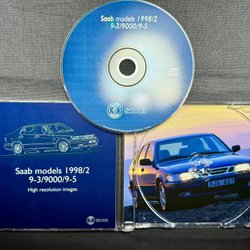 Saab models 1998/2
9-3/9000/9-5
Saab models 1998/2
9-3/9000/9-5
High resolution images.